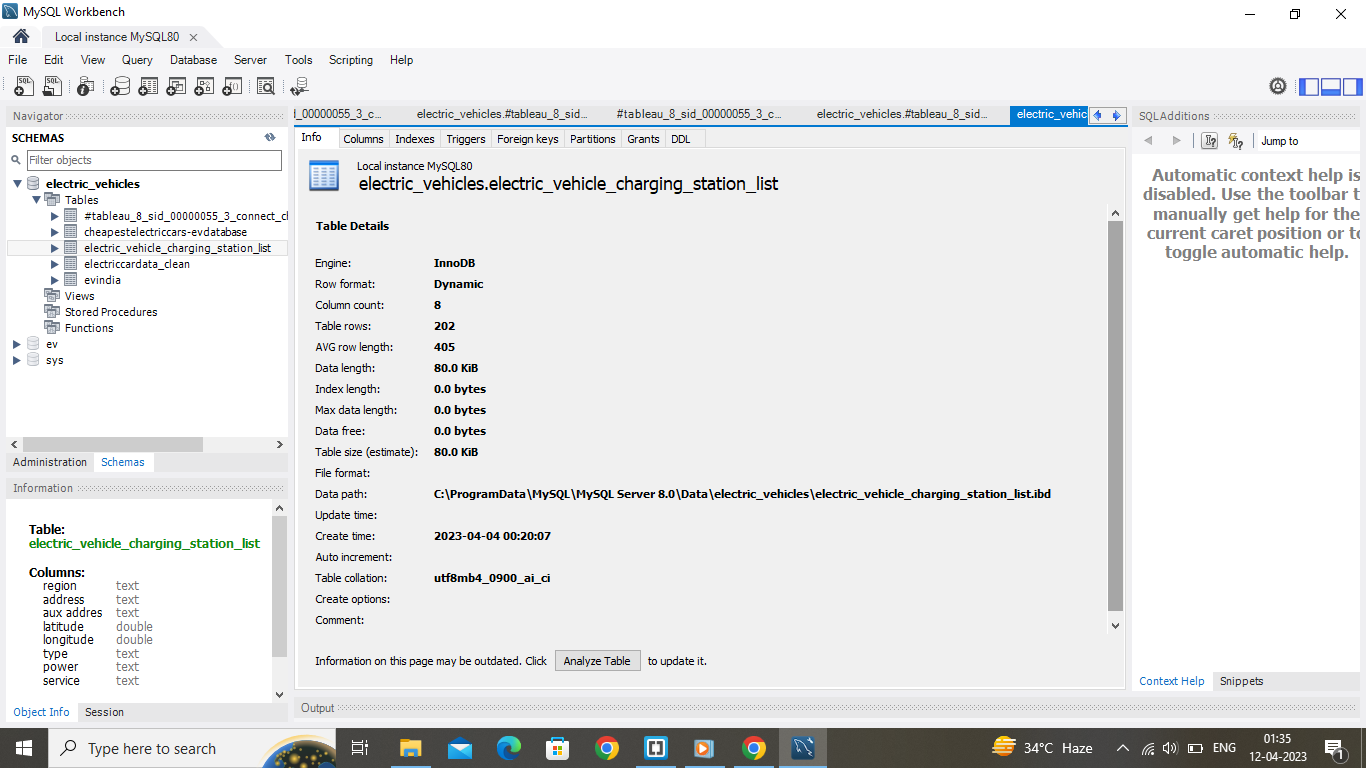 MySQL Workbench
Local instance MySQL80
File Edit View Query Database Server Tools Scripting Help
Navigator
SCHEMAS
Filter objects
electric_vehicles
Tables
#tableau_8_sid_00000055_3_connect_cl
cheapestelectriccars-evdatabase
electric_vehicle_charging_station_list
electriccardata_clean
evindia
Views
Stored Procedures
Functions
ev
sys
Administration Schemas
Information
Table:
electric_vehicle_charging_station_list
Columns:
region text
address text
aux addres text
latitude double
longitude double
type text
power text
service text
Object Info Session
l_00000055_3_c... electric_vehicles.#tableau_8_sid... #tableau_8_sid_00000055_3_c... electric_vehicles.#tableau_8_sid... electric_vehic
Info Columns Indexes Triggers Foreign keys Partitions Grants DDL
Local instance MySQL80
electric_vehicles.electric_vehicle_charging_station_list
Table Details
Engine: InnoDB
Row format: Dynamic
Column count: 8
Table rows: 202
AVG row length: 405
Data length: 80.0 KiB
Index length: 0.0 bytes
Max data length: 0.0 bytes
Data free: 0.0 bytes
Table size (estimate): 80.0 KiB
File format:
Data path: C:\ProgramData\MySQL\MySQL Server 8.0\Data\electric_vehicles\electric_vehicle_charging_station_list.ibd
Update time:
Create time: 2023-04-04 00:20:07
Auto increment:
Table collation: utf8mb4_0900_ai_ci
Create options:
Comment:
Information on this page may be outdated. Click Analyze Table to update it.
Output
SQLAdditions
Jump to
Automatic context help is
disabled. Use the toolbar t
manually get help for the
current caret position or to
toggle automatic help.
Context Help Snippets
Type here to search
34°C Haze
ENG
01:35
12-04-2023
1